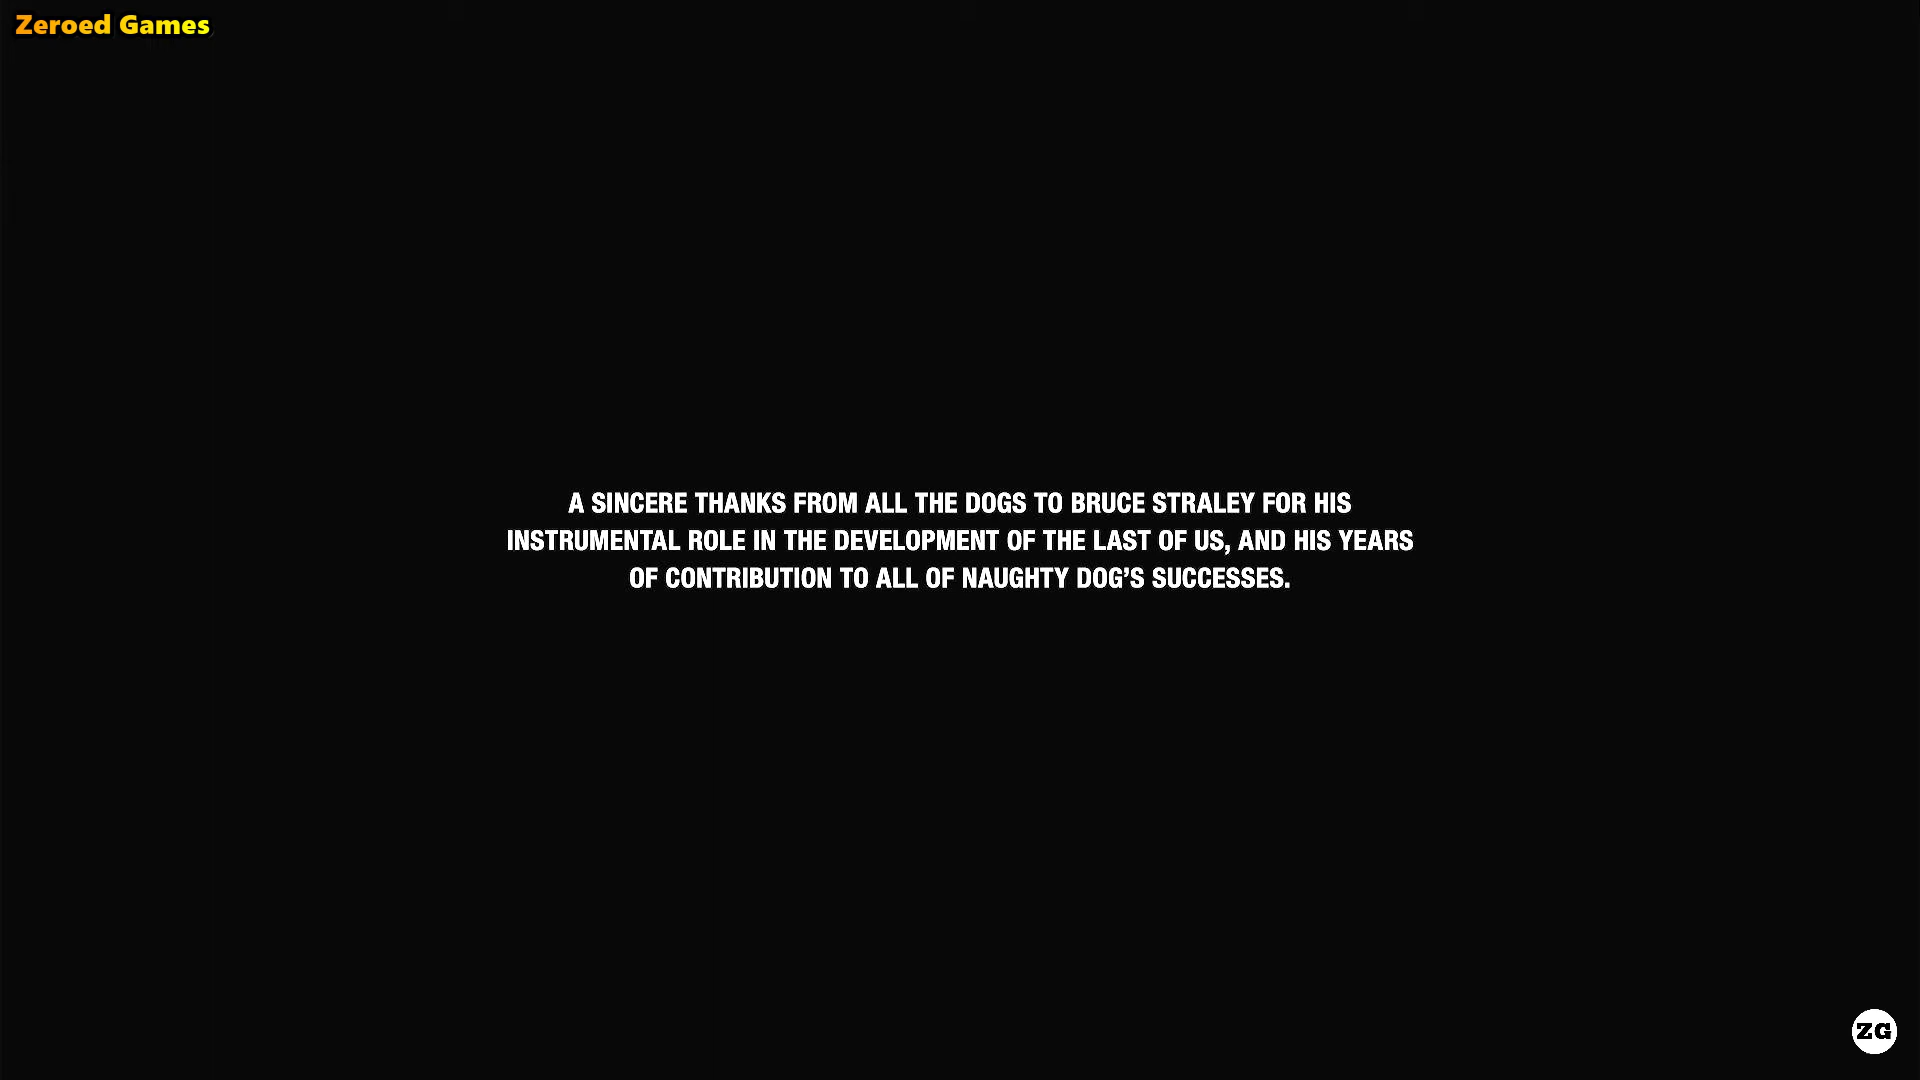 Zeroed Games
A SINCERE THANKS FROM ALL THE DOGS TO BRUCE STRALEY FOR HIS
INSTRUMENTAL ROLE IN THE DEVELOPMENT OF THE LAST OF US, AND HIS YEARS
OF CONTRIBUTION TO ALL OF NAUGHTY DOG’S SUCCESSES.
ZG